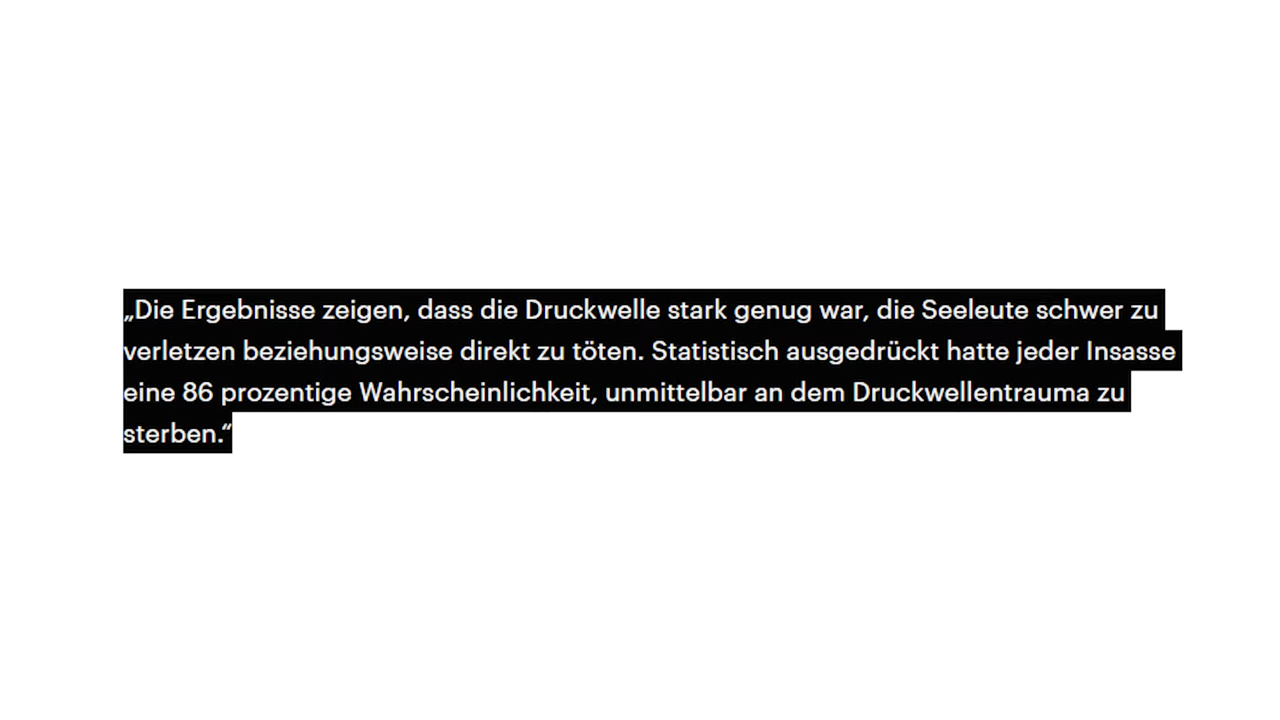 „Die Ergebnisse zeigen, dass die Druckwelle stark genug war, die Seeleute schwer zu
verletzen beziehungsweise direkt zu töten. Statistisch ausgedrückt hatte jeder Insasse
eine 86 prozentige Wahrscheinlichkeit, unmittelbar an dem Druckwellentrauma zu
sterben.“